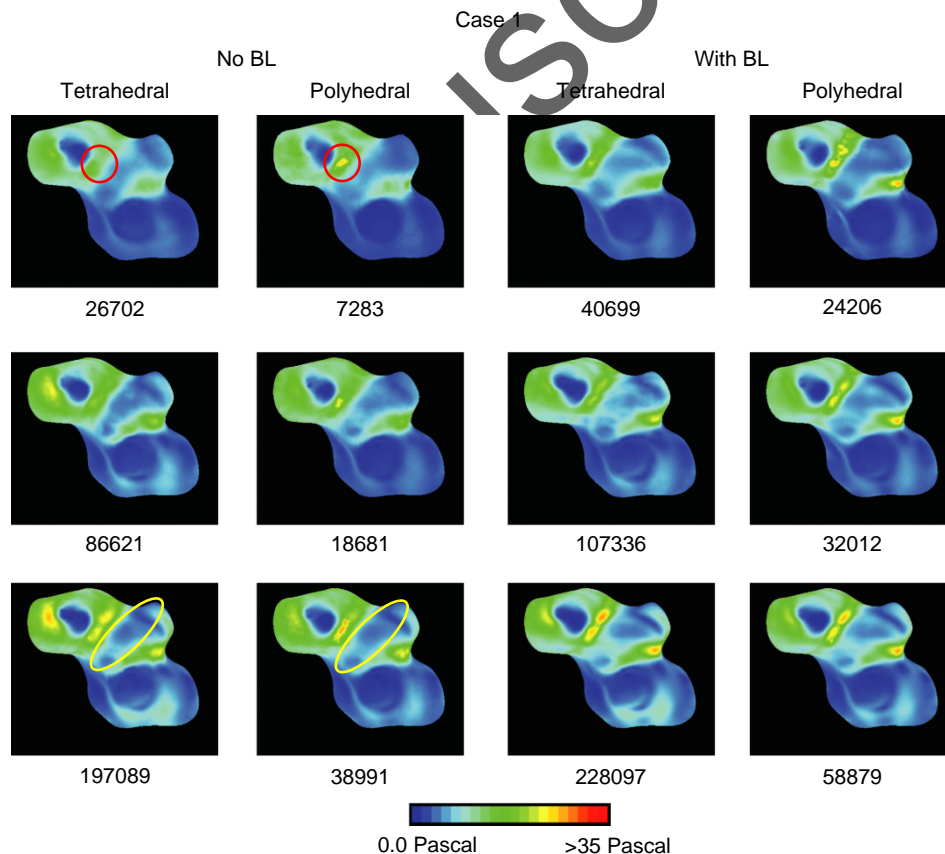 Case 1
No BL With BL
Tetrahedral Polyhedral Tetrahedral Polyhedral
26702 7283 40699 24206
86621 18681 107336 32012
197089 38991 228097 58879
0.0 Pascal >35 Pascal